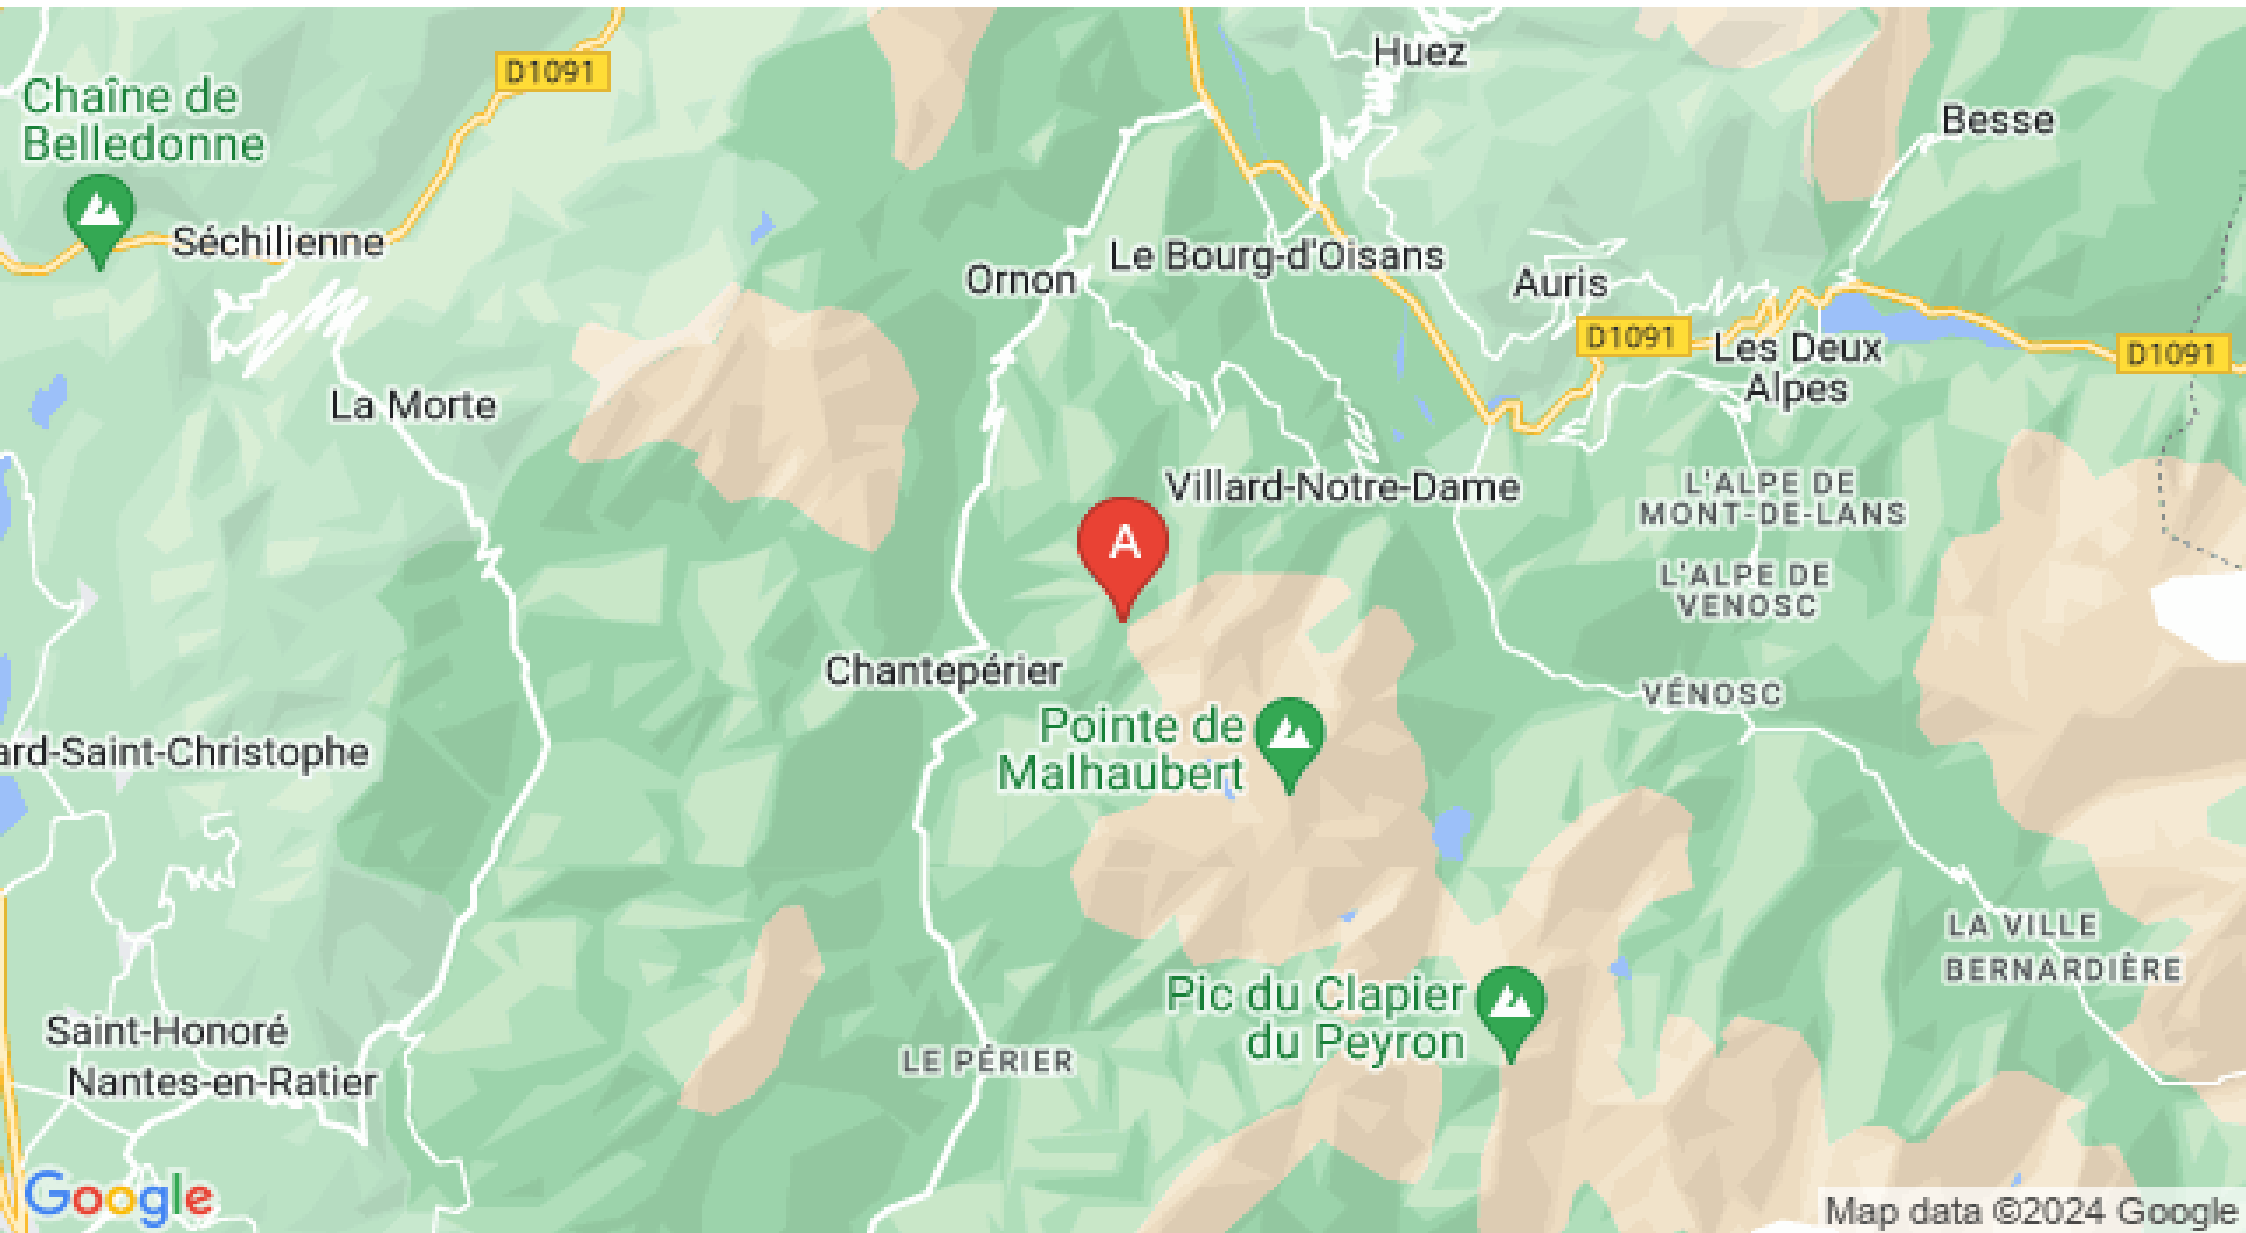 Huez
D1091
Chaîne de
Belledonne
Besse
Séchilienne
Le Bourg-d'Oisans
Ornon
Auris
D1091
Les Deux
Alpes
D1091
La Morte
Villard-Notre-Dame
L'ALPE DE
MONT-DE-LANS
A
L'ALPE DE
VENOSC
Chantepérier
VÉNOSC
Pointe de
Malhaubert
ard-Saint-Christophe
LA VILLE
BERNARDIÈRE
Pic du Clapier
du Peyron
Saint-Honoré
LE PÉRIER
Nantes-en-Ratier
Google
Map data ©2024 Google